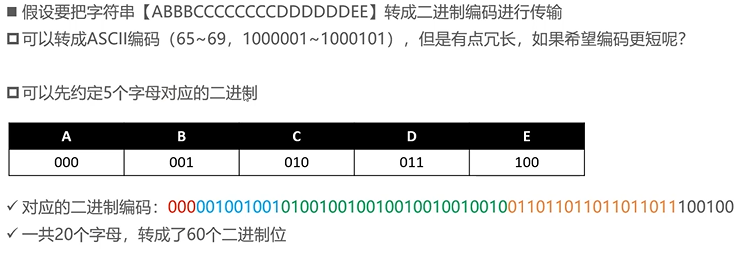 ■ 假设要把字符串【ABBBCCCCCCCCDDDDDDEE】转成二进制编码进行传输
可以转成ASCII编码（65~69，1000001~1000101），但是有点冗长，如果希望编码更短呢？
可以先约定5个字母对应的二进制
A B C D E
000 001 010 011 100
✓ 对应的二进制编码：000001001001010010010010010010010010011011011011011011100100
✓ 一共20个字母，转成了60个二进制位